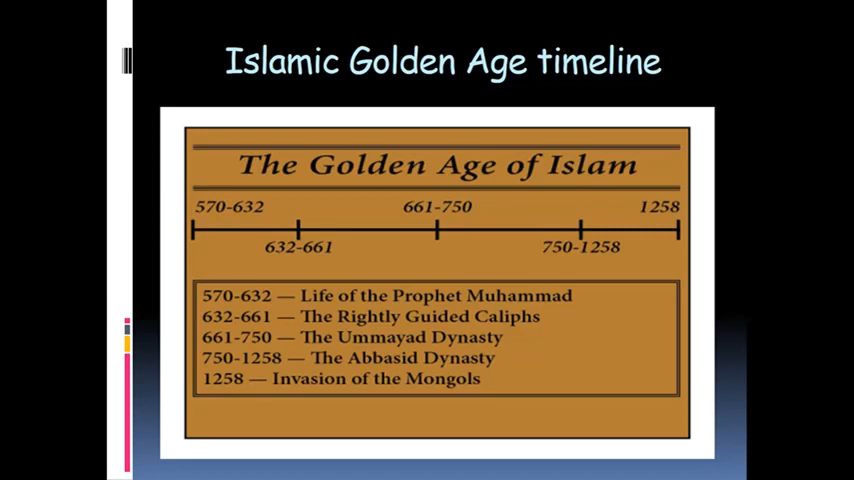 Islamic Golden Age timeline
The Golden Age of Islam
570-632 661-750 1258
632-661 750-1258
570-632 — Life of the Prophet Muhammad
632-661 — The Rightly Guided Caliphs
661-750 — The Ummayad Dynasty
750-1258 — The Abbasid Dynasty
1258 — Invasion of the Mongols